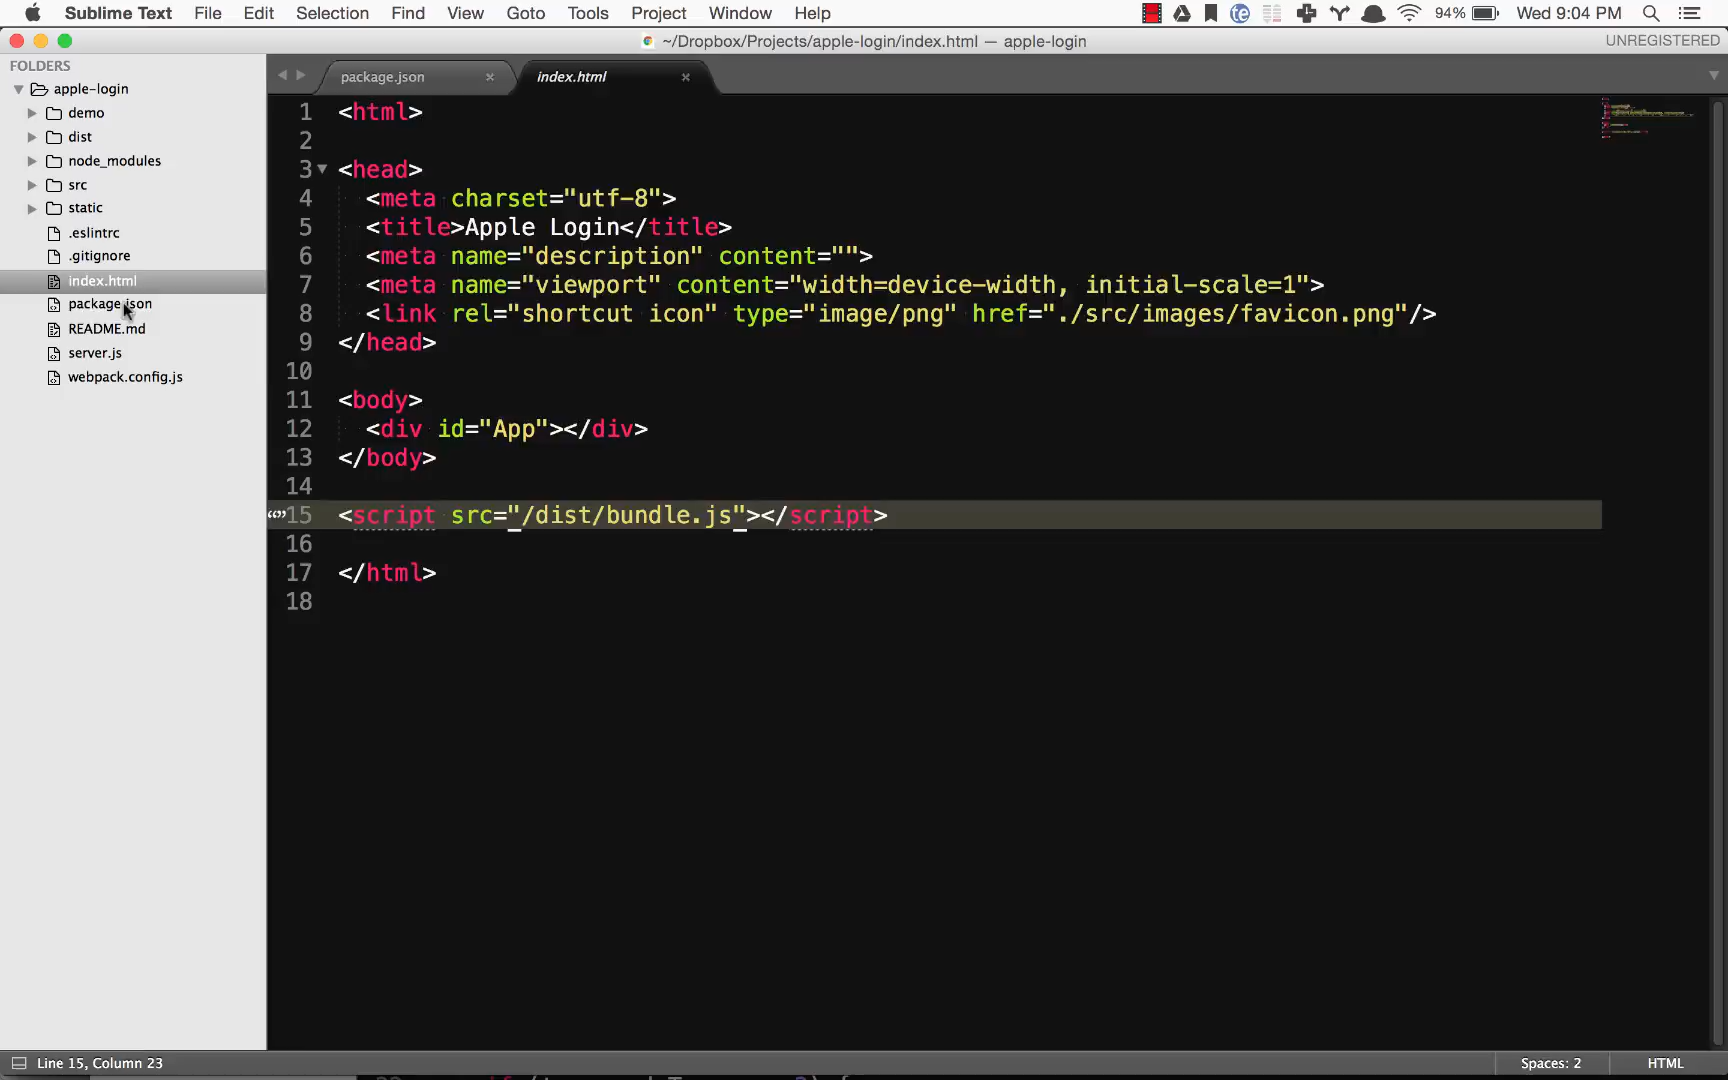 Sublime Text File Edit Selection Find View Goto Tools Project Window Help 94% Wed 9:04 PM
~/Dropbox/Projects/apple-login/index.html — apple-login UNREGISTERED
FOLDERS
apple-login
demo
dist
node_modules
src
static
.eslintrc
.gitignore
index.html
package.json
README.md
server.js
webpack.config.js
package.json × index.html ×
1 <html>
2
3 <head>
4 <meta charset="utf-8">
5 <title>Apple Login</title>
6 <meta name="description" content="">
7 <meta name="viewport" content="width=device-width, initial-scale=1">
8 <link rel="shortcut icon" type="image/png" href="./src/images/favicon.png"/>
9 </head>
10
11 <body>
12 <div id="App"></div>
13 </body>
14
15 <script src="/dist/bundle.js"></script>
16
17 </html>
18
Line 15, Column 23 Spaces: 2 HTML